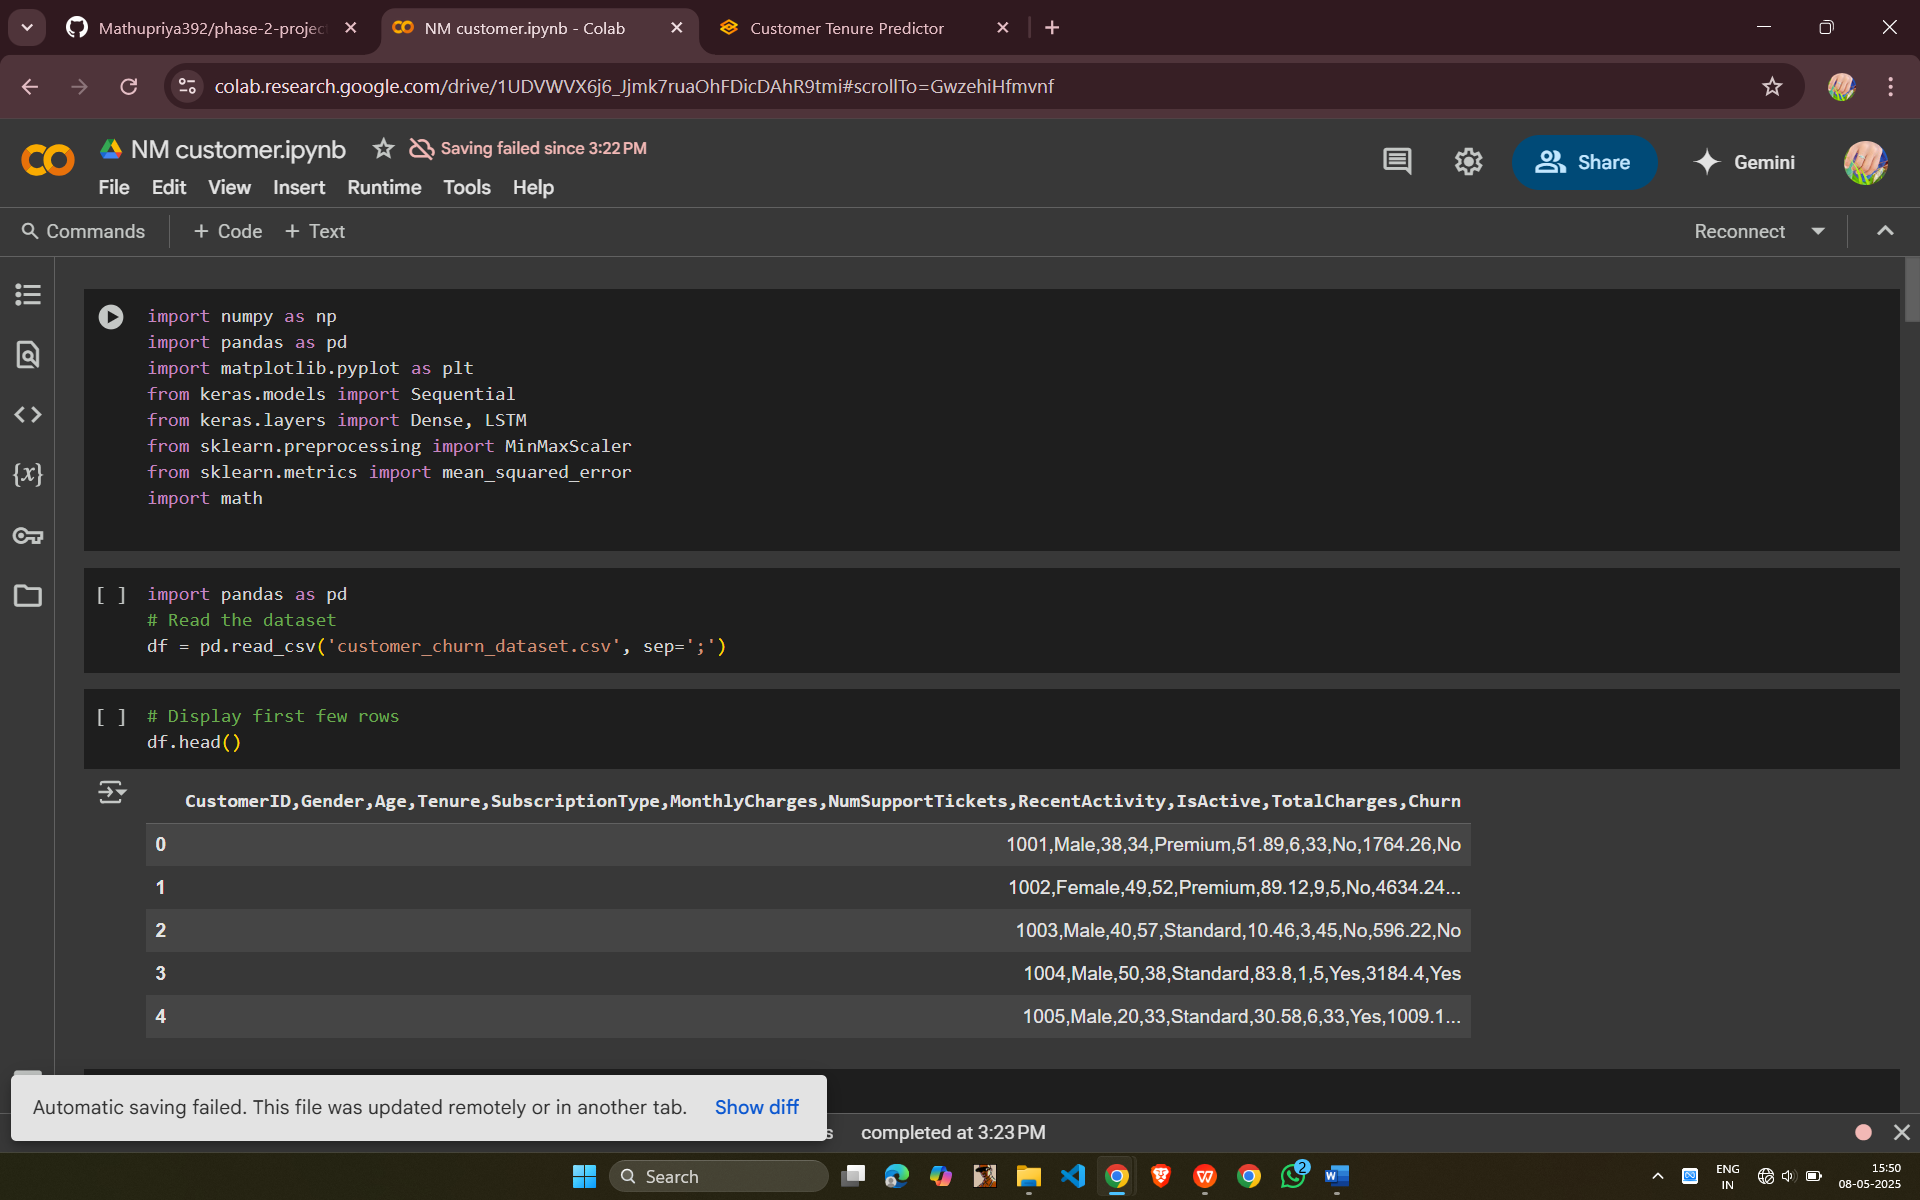 Mathupriya392/phase-2-project
NM customer.ipynb - Colab
Customer Tenure Predictor
colab.research.google.com/drive/1UDVWVX6j6_Jjmk7ruaOhFDicDAhR9tmi#scrollTo=GwzehiHfmvnf
NM customer.ipynb
Saving failed since 3:22 PM
File Edit View Insert Runtime Tools Help
Share
Gemini
Commands + Code + Text
Reconnect
import numpy as np
import pandas as pd
import matplotlib.pyplot as plt
from keras.models import Sequential
from keras.layers import Dense, LSTM
from sklearn.preprocessing import MinMaxScaler
from sklearn.metrics import mean_squared_error
import math
[ ] import pandas as pd
# Read the dataset
df = pd.read_csv('customer_churn_dataset.csv', sep=';')
[ ] # Display first few rows
df.head()
CustomerID,Gender,Age,Tenure,SubscriptionType,MonthlyCharges,NumSupportTickets,RecentActivity,IsActive,TotalCharges,Churn
0 1001,Male,38,34,Premium,51.89,6,33,No,1764.26,No
1 1002,Female,49,52,Premium,89.12,9,5,No,4634.24...
2 1003,Male,40,57,Standard,10.46,3,45,No,596.22,No
3 1004,Male,50,38,Standard,83.8,1,5,Yes,3184.4,Yes
4 1005,Male,20,33,Standard,30.58,6,33,Yes,1009.1...
Automatic saving failed. This file was updated remotely or in another tab. Show diff
s completed at 3:23 PM
Search
2
ENG
IN
15:50
08-05-2025